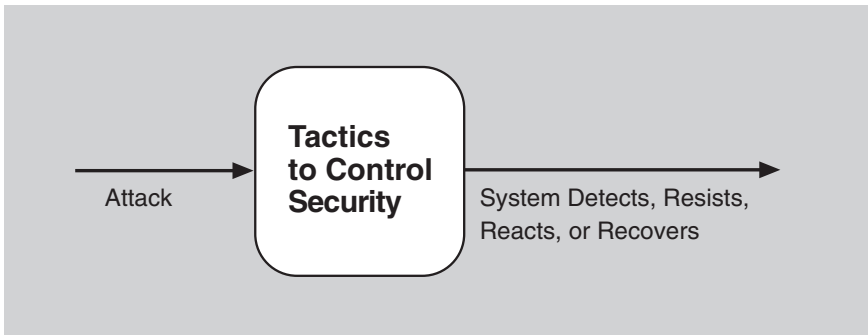 Tactics
to Control
Security
Attack
System Detects, Resists,
Reacts, or Recovers